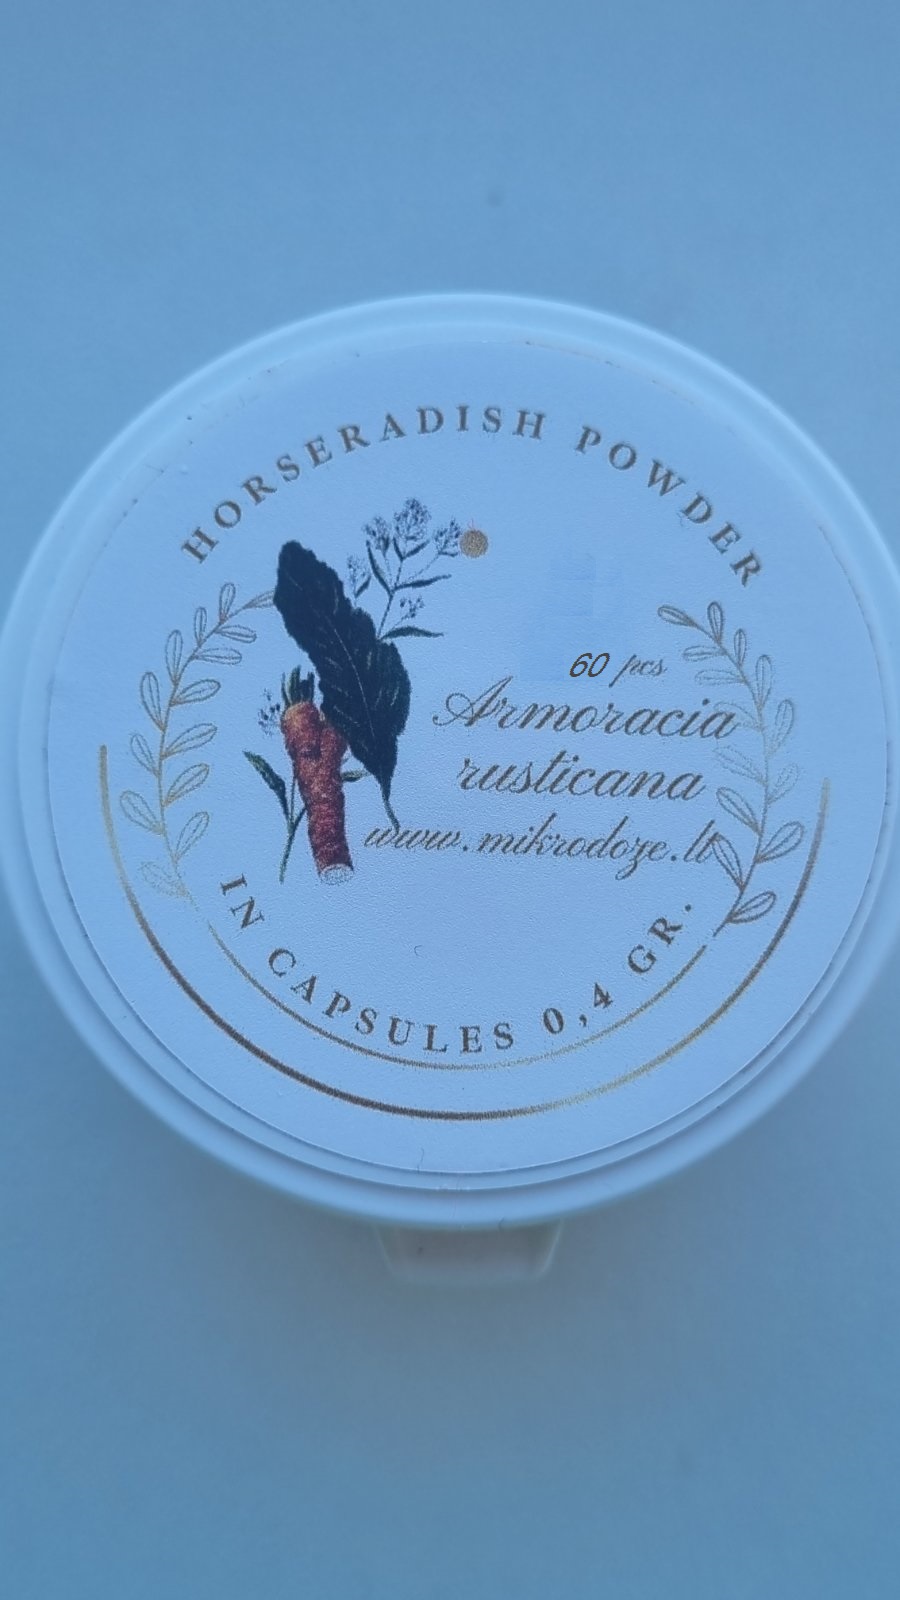 HORSERADISH POWDER
60 pcs
Armoracia
rusticana
www.mikrodoze.lt
IN CAPSULES 0,4 GR.